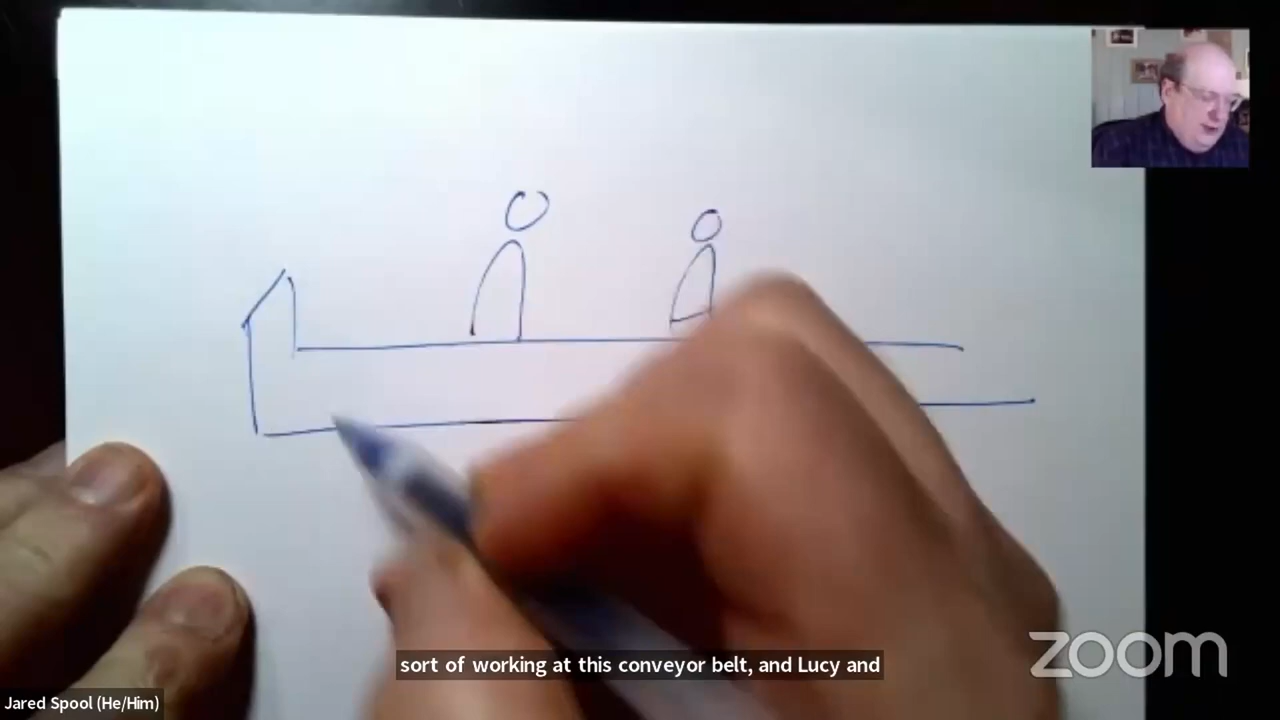 sort of working at this conveyor belt, and Lucy and
zoom
Jared Spool (He/Him)